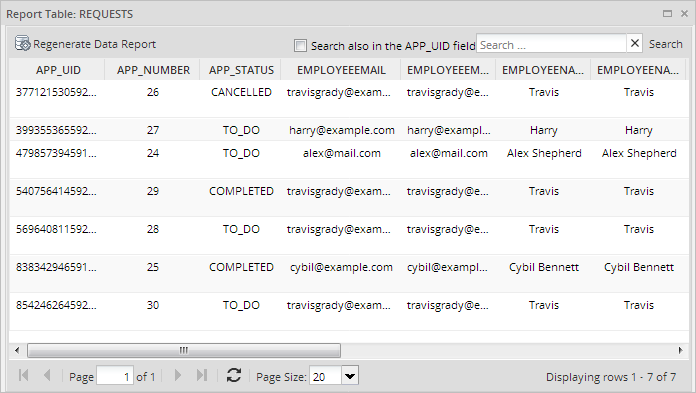 Report Table: REQUESTS
Regenerate Data Report Search also in the APP_UID field Search ... Search
APP_UID APP_NUMBER APP_STATUS EMPLOYEEEMAIL EMPLOYEEEM... EMPLOYEENA... EMPLOYEENA...
377121530592... 26 CANCELLED travisgrady@exam... travisgrady@e... Travis Travis
399355365592... 27 TO_DO harry@example.com harry@exampl... Harry Harry
479857394591... 24 TO_DO alex@mail.com alex@mail.com Alex Shepherd Alex Shepherd
540756414592... 29 COMPLETED travisgrady@exam... travisgrady@e... Travis Travis
569640811592... 28 TO_DO travisgrady@exam... travisgrady@e... Travis Travis
838342946591... 25 COMPLETED cybil@example.com cybil@exampl... Cybil Bennett Cybil Bennett
854246264592... 30 TO_DO travisgrady@exam... travisgrady@e... Travis Travis
Page 1 of 1 Page Size: 20 Displaying rows 1 - 7 of 7